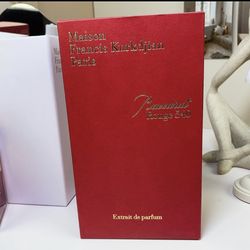 Maison
Francis Kurkdjian
Paris
Baccarat
Rouge 540
Extrait de parfum